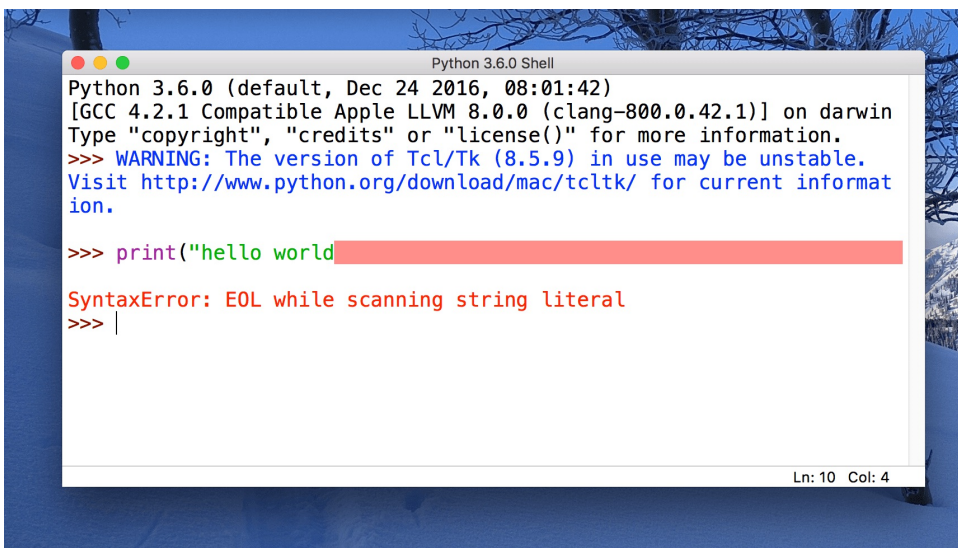 Python 3.6.0 Shell
Python 3.6.0 (default, Dec 24 2016, 08:01:42)
[GCC 4.2.1 Compatible Apple LLVM 8.0.0 (clang-800.0.42.1)] on darwin
Type "copyright", "credits" or "license()" for more information.
>>> WARNING: The version of Tcl/Tk (8.5.9) in use may be unstable.
Visit http://www.python.org/download/mac/tcltk/ for current informat
ion.
>>> print("hello world
SyntaxError: EOL while scanning string literal
>>>
Ln: 10 Col: 4